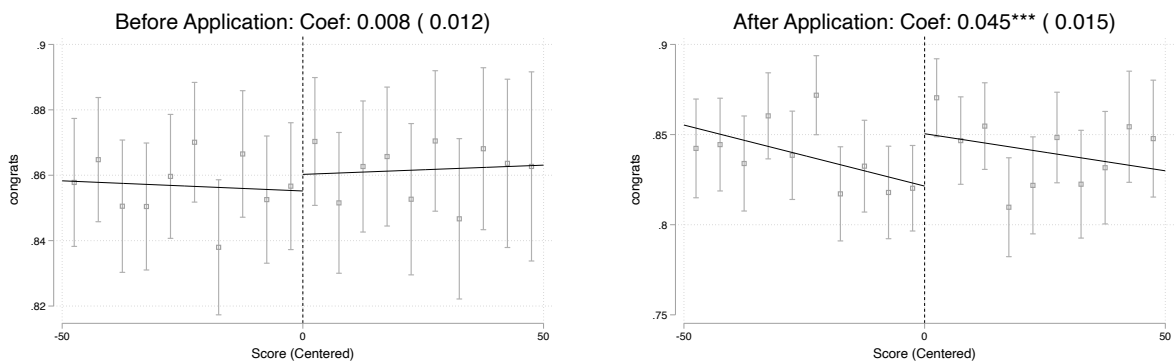 Before Application: Coef: 0.008 ( 0.012)
.9
.88
.86
.84
.82
congrats
-50
0
50
Score (Centered)
After Application: Coef: 0.045*** ( 0.015)
.9
.85
.8
.75
congrats
-50
0
50
Score (Centered)